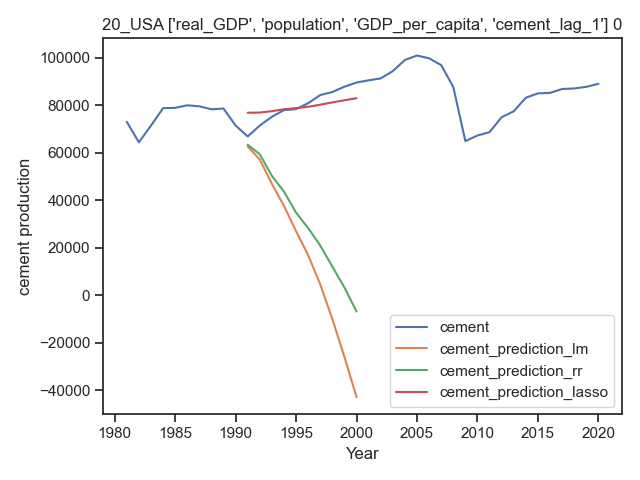 20_USA ['real_GDP', 'population', 'GDP_per_capita', 'cement_lag_1'] 0
cement production
100000
80000
60000
40000
20000
0
−20000
−40000
cement
cement_prediction_lm
cement_prediction_rr
cement_prediction_lasso
1980 1985 1990 1995 2000 2005 2010 2015 2020
Year